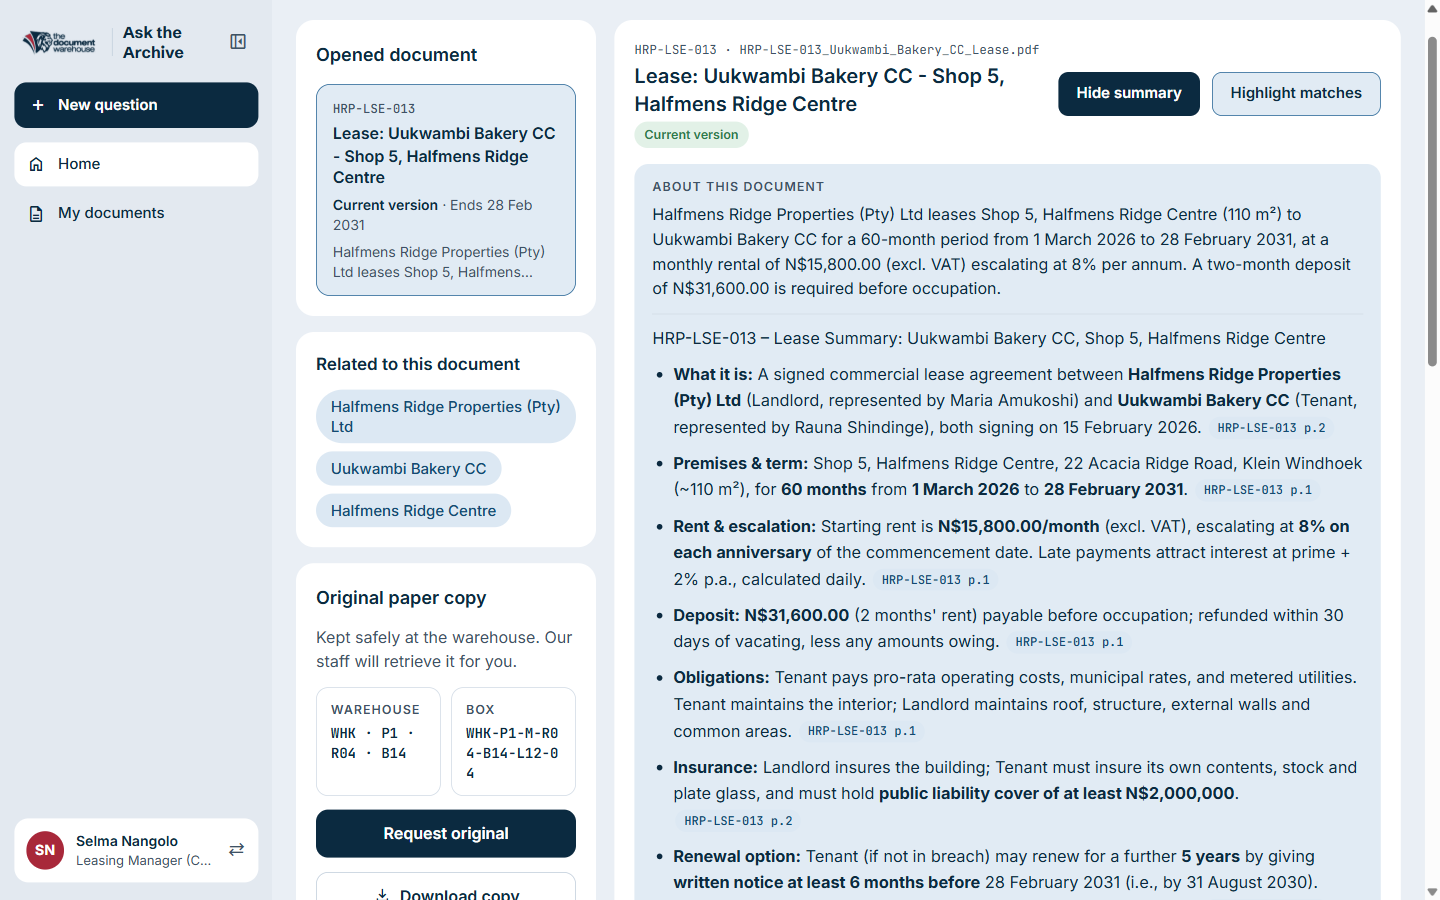 the
document
warehouse
Ask the
Archive
+ New question
Home
My documents
SN
Selma Nangolo
Leasing Manager (C...
Opened document
HRP-LSE-013
Lease: Uukwambi Bakery CC
- Shop 5, Halfmens Ridge
Centre
Current version · Ends 28 Feb
2031
Halfmens Ridge Properties (Pty)
Ltd leases Shop 5, Halfmens...
Related to this document
Halfmens Ridge Properties (Pty)
Ltd
Uukwambi Bakery CC
Halfmens Ridge Centre
Original paper copy
Kept safely at the warehouse. Our
staff will retrieve it for you.
WAREHOUSE
WHK · P1 ·
R04 · B14
BOX
WHK-P1-M-R0
4-B14-L12-0
4
Request original
Download copy
HRP-LSE-013 · HRP-LSE-013_Uukwambi_Bakery_CC_Lease.pdf
Lease: Uukwambi Bakery CC - Shop 5,
Halfmens Ridge Centre
Current version
Hide summary
Highlight matches
ABOUT THIS DOCUMENT
Halfmens Ridge Properties (Pty) Ltd leases Shop 5, Halfmens Ridge Centre (110 m²) to
Uukwambi Bakery CC for a 60-month period from 1 March 2026 to 28 February 2031, at a
monthly rental of N$15,800.00 (excl. VAT) escalating at 8% per annum. A two-month deposit
of N$31,600.00 is required before occupation.
HRP-LSE-013 – Lease Summary: Uukwambi Bakery CC, Shop 5, Halfmens Ridge Centre
• What it is: A signed commercial lease agreement between Halfmens Ridge Properties
(Pty) Ltd (Landlord, represented by Maria Amukoshi) and Uukwambi Bakery CC (Tenant,
represented by Rauna Shindinge), both signing on 15 February 2026. HRP-LSE-013 p.2
• Premises & term: Shop 5, Halfmens Ridge Centre, 22 Acacia Ridge Road, Klein Windhoek
(~110 m²), for 60 months from 1 March 2026 to 28 February 2031. HRP-LSE-013 p.1
• Rent & escalation: Starting rent is N$15,800.00/month (excl. VAT), escalating at 8% on
each anniversary of the commencement date. Late payments attract interest at prime +
2% p.a., calculated daily. HRP-LSE-013 p.1
• Deposit: N$31,600.00 (2 months' rent) payable before occupation; refunded within 30
days of vacating, less any amounts owing. HRP-LSE-013 p.1
• Obligations: Tenant pays pro-rata operating costs, municipal rates, and metered utilities.
Tenant maintains the interior; Landlord maintains roof, structure, external walls and
common areas. HRP-LSE-013 p.1
• Insurance: Landlord insures the building; Tenant must insure its own contents, stock and
plate glass, and must hold public liability cover of at least N$2,000,000.
HRP-LSE-013 p.2
• Renewal option: Tenant (if not in breach) may renew for a further 5 years by giving
written notice at least 6 months before 28 February 2031 (i.e., by 31 August 2030).